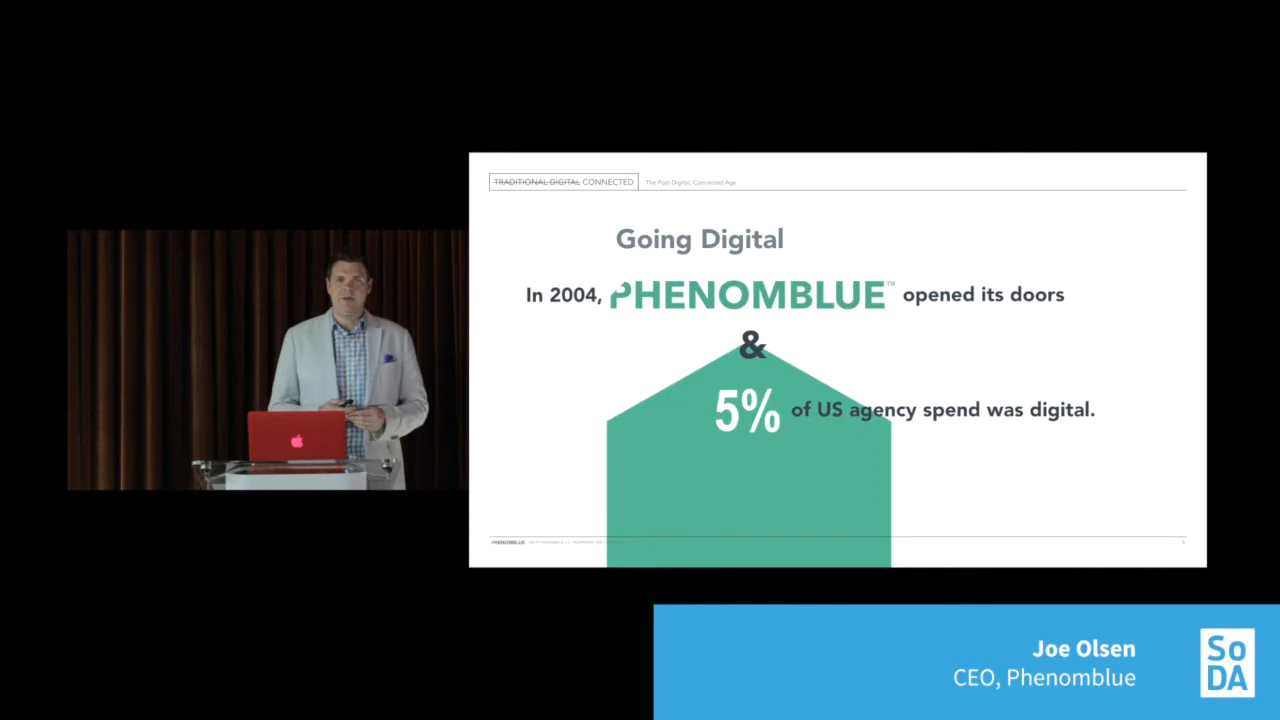 TRADITIONAL DIGITAL CONNECTED The Post-Digital, Connected Age
Going Digital
In 2004, PHENOMBLUE™ opened its doors
&
5% of US agency spend was digital.
PHENOMBLUE
Joe Olsen
CEO, Phenomblue
So
DA